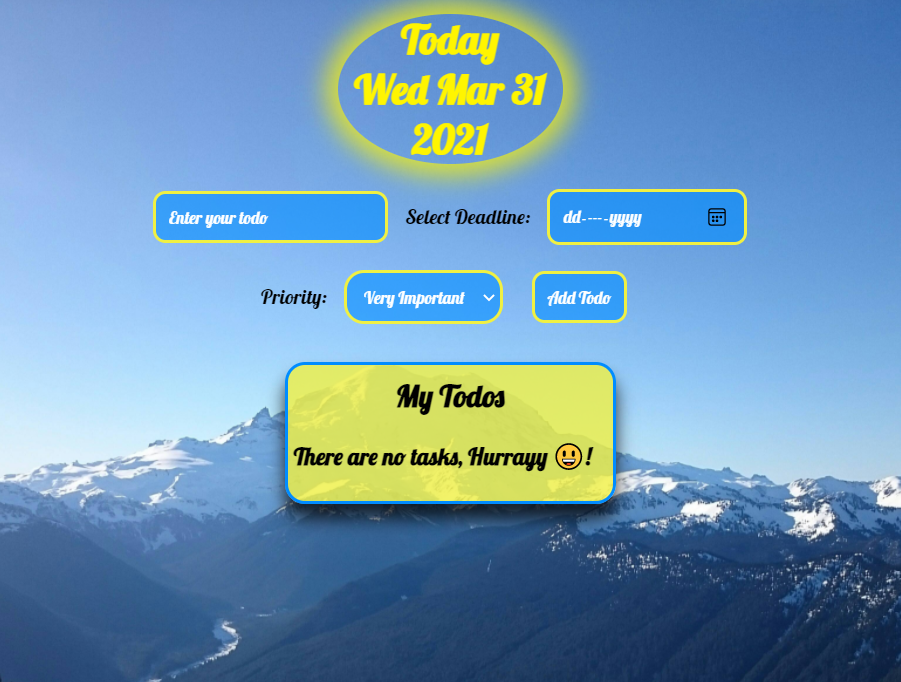 Today
Wed Mar 31
2021
Enter your todo
Select Deadline:
dd-----yyyy
Priority:
Very Important
Add Todo
My Todos
There are no tasks, Hurrayy 😃!